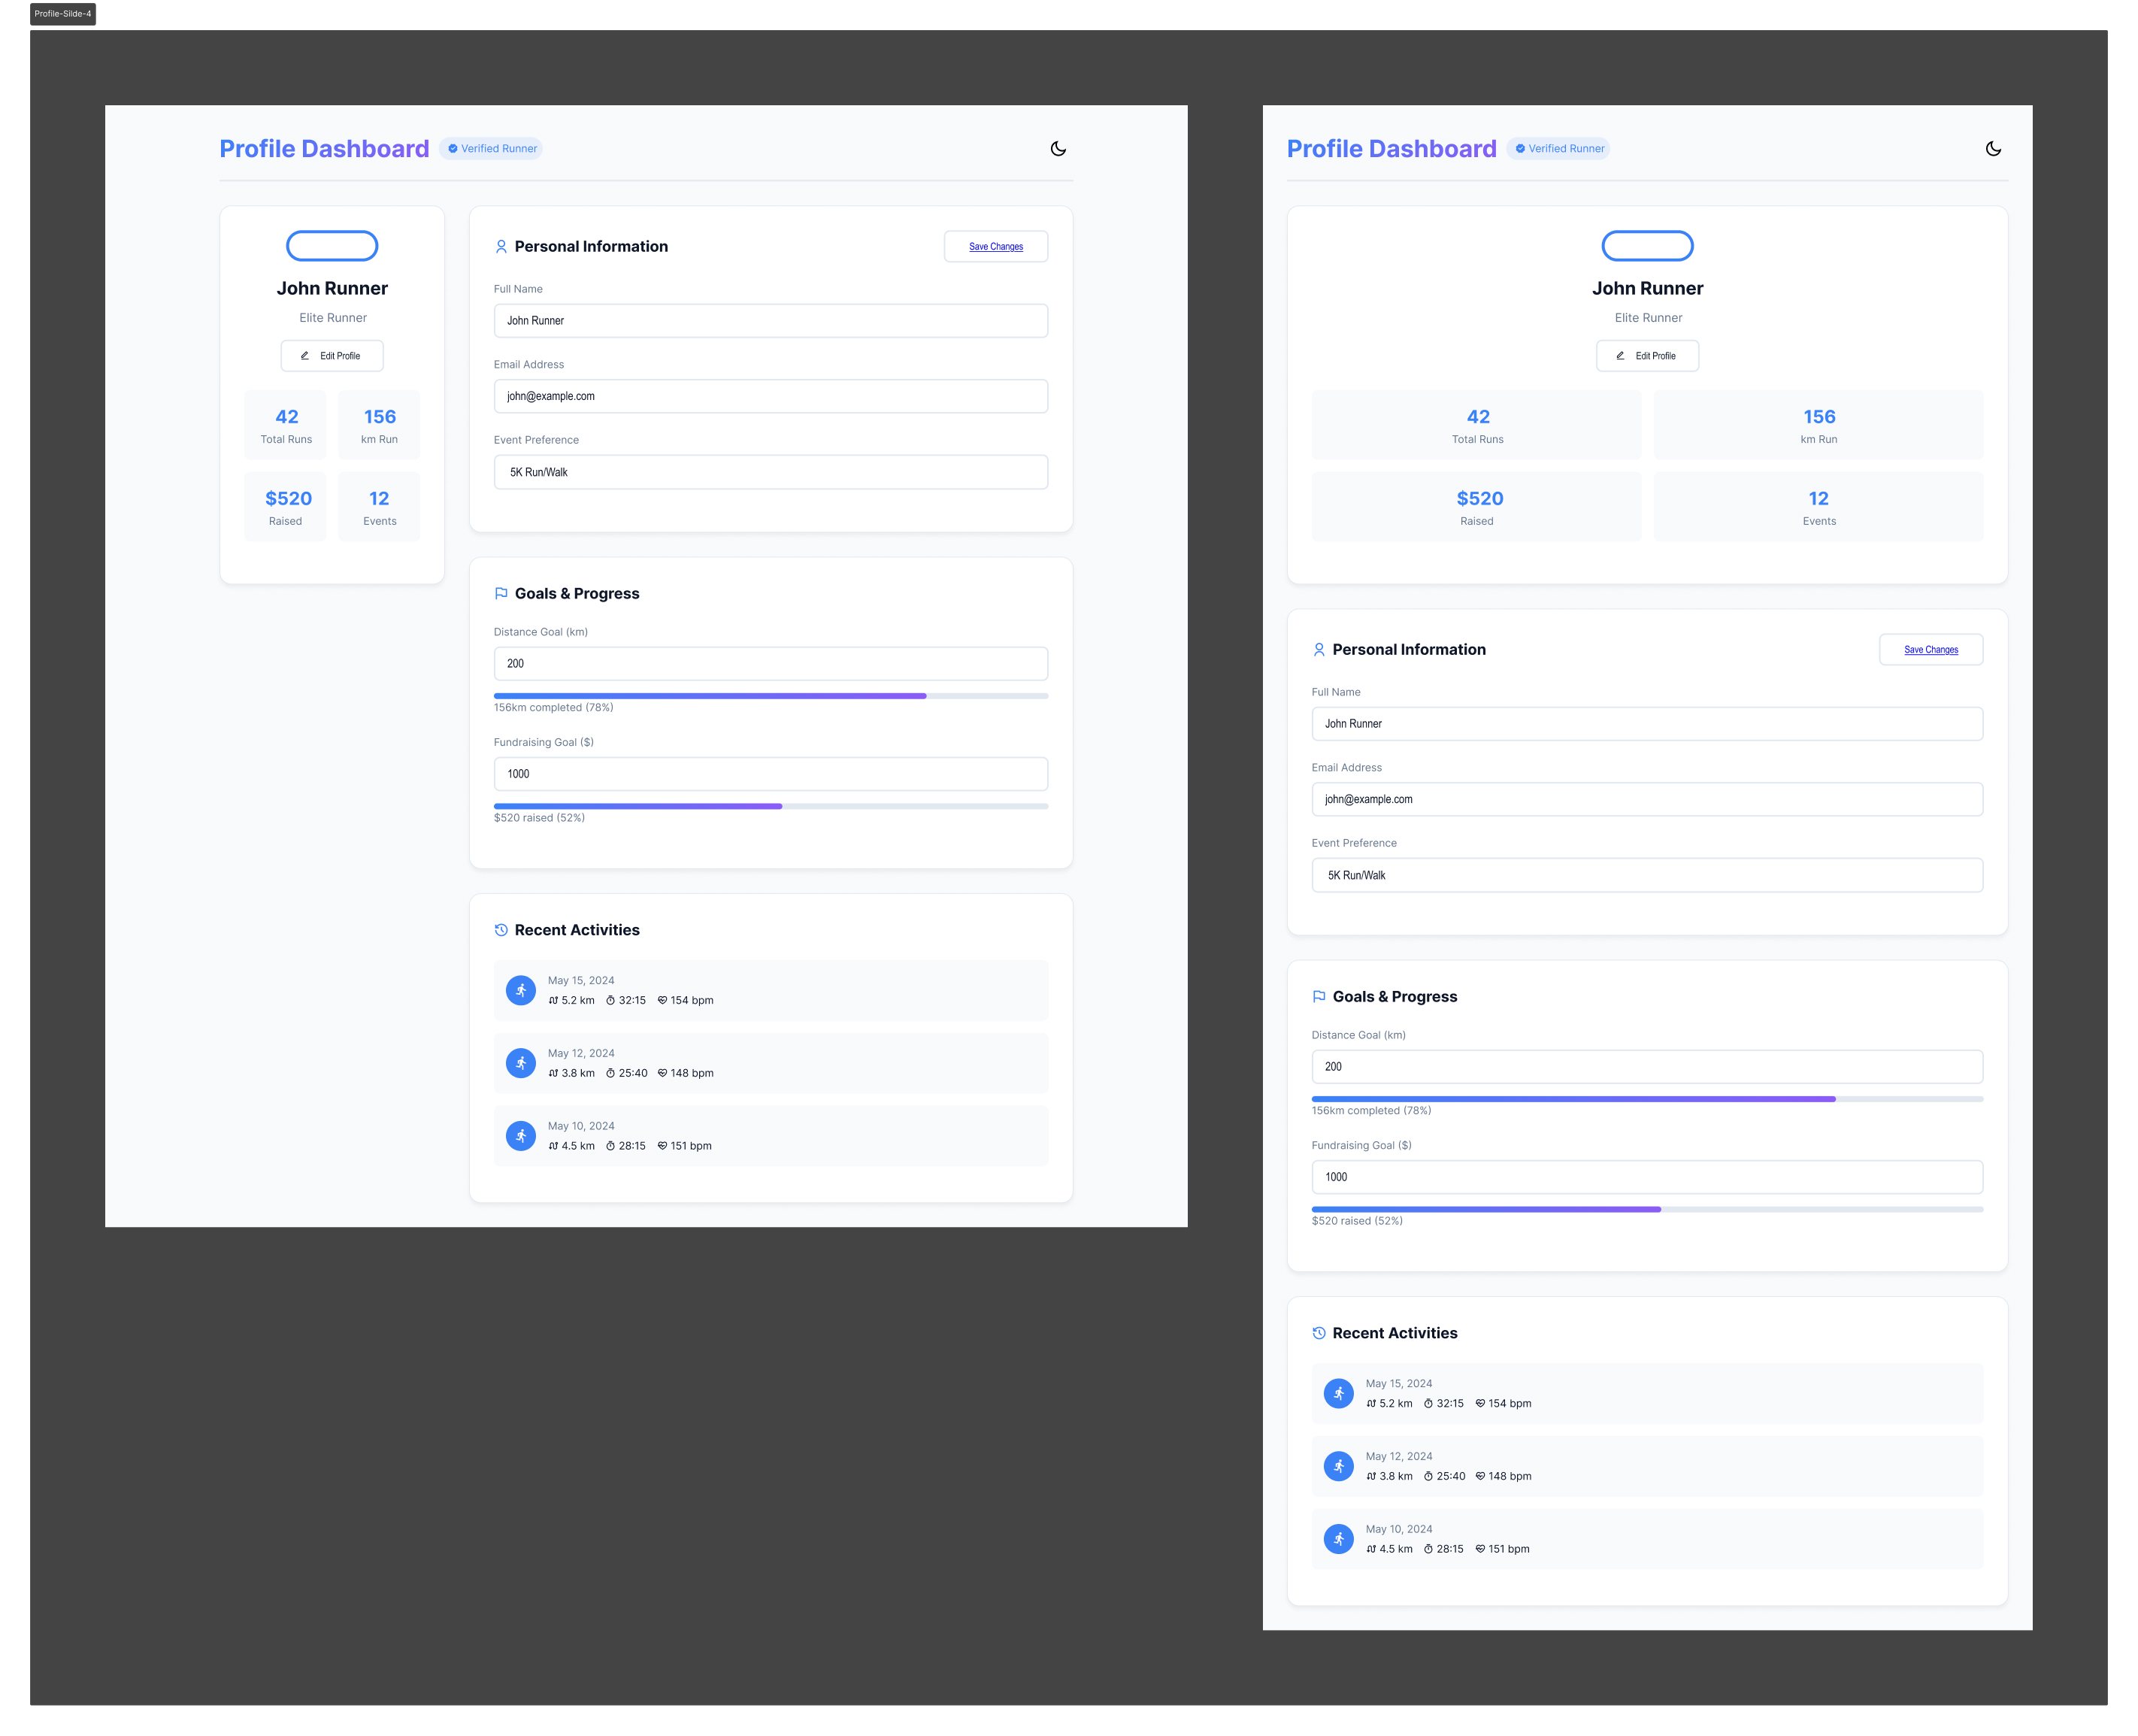 Profile-Silde-4
Profile Dashboard
Verified Runner
John Runner
Elite Runner
Edit Profile
42
Total Runs
156
km Run
$520
Raised
12
Events
Personal Information
Save Changes
Full Name
John Runner
Email Address
john@example.com
Event Preference
5K Run/Walk
Goals & Progress
Distance Goal (km)
200
156km completed (78%)
Fundraising Goal ($)
1000
$520 raised (52%)
Recent Activities
May 15, 2024
5.2 km 32:15 154 bpm
May 12, 2024
3.8 km 25:40 148 bpm
May 10, 2024
4.5 km 28:15 151 bpm
Profile Dashboard
Verified Runner
John Runner
Elite Runner
Edit Profile
42
Total Runs
156
km Run
$520
Raised
12
Events
Personal Information
Save Changes
Full Name
John Runner
Email Address
john@example.com
Event Preference
5K Run/Walk
Goals & Progress
Distance Goal (km)
200
156km completed (78%)
Fundraising Goal ($)
1000
$520 raised (52%)
Recent Activities
May 15, 2024
5.2 km 32:15 154 bpm
May 12, 2024
3.8 km 25:40 148 bpm
May 10, 2024
4.5 km 28:15 151 bpm